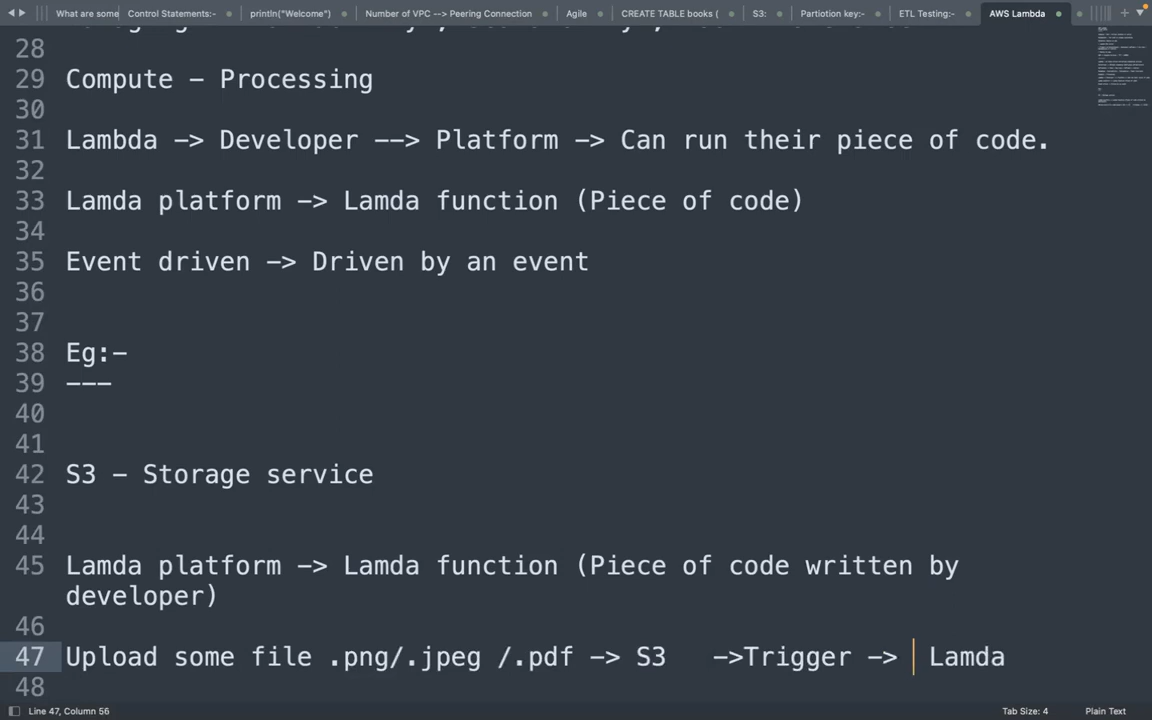 What are some Control Statements:- println("Welcome") Number of VPC --> Peering Connection Agile CREATE TABLE books ( S3: Partiotion key:- ETL Testing:- AWS Lambda
28
29 Compute - Processing
30
31 Lambda -> Developer --> Platform -> Can run their piece of code.
32
33 Lamda platform -> Lamda function (Piece of code)
34
35 Event driven -> Driven by an event
36
37
38 Eg:-
39 ---
40
41
42 S3 - Storage service
43
44
45 Lamda platform -> Lamda function (Piece of code written by
developer)
46
47 Upload some file .png/.jpeg /.pdf -> S3 ->Trigger -> Lamda
48
Line 47, Column 56 Tab Size: 4 Plain Text